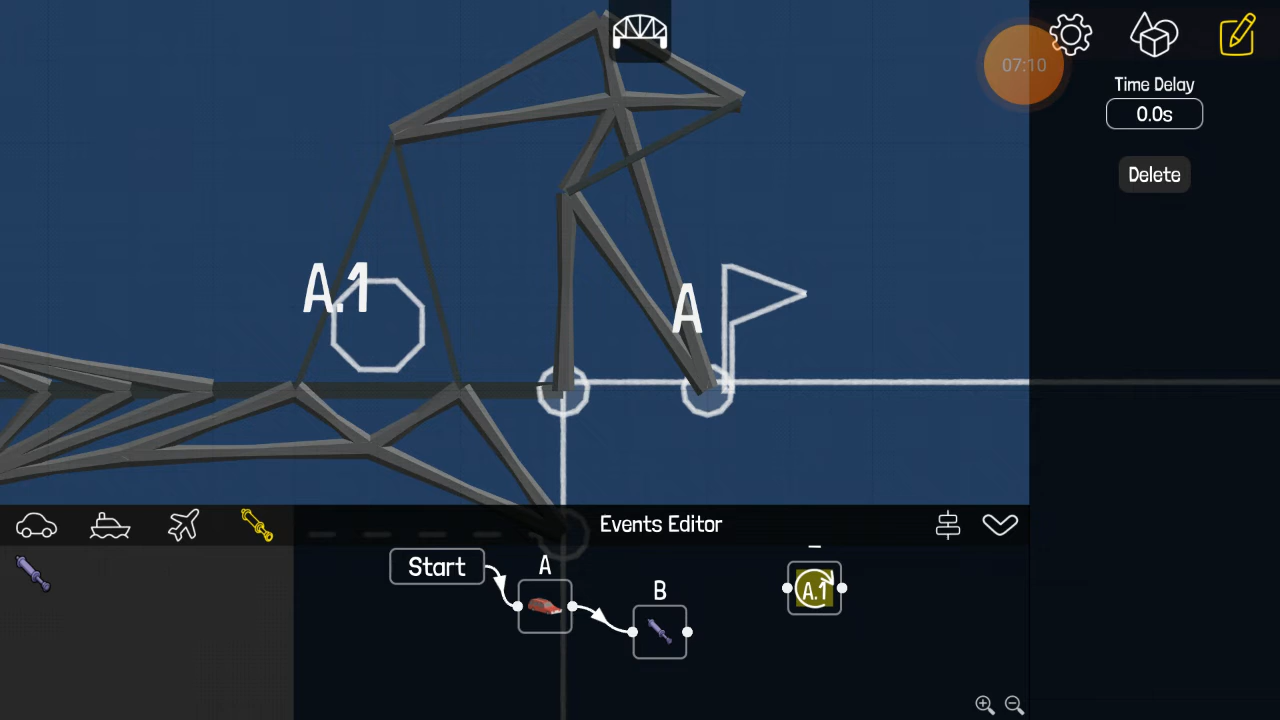 07:10
Time Delay
0.0s
Delete
A.1
A
Events Editor
Start
A
B
A.1